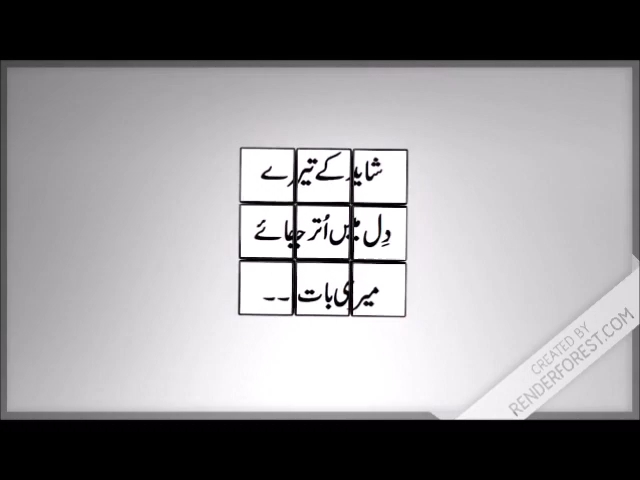 شاید کے تیرے
دِل میں اُتر جائے
میری بات --
CREATED BY
RENDERFOREST.COM